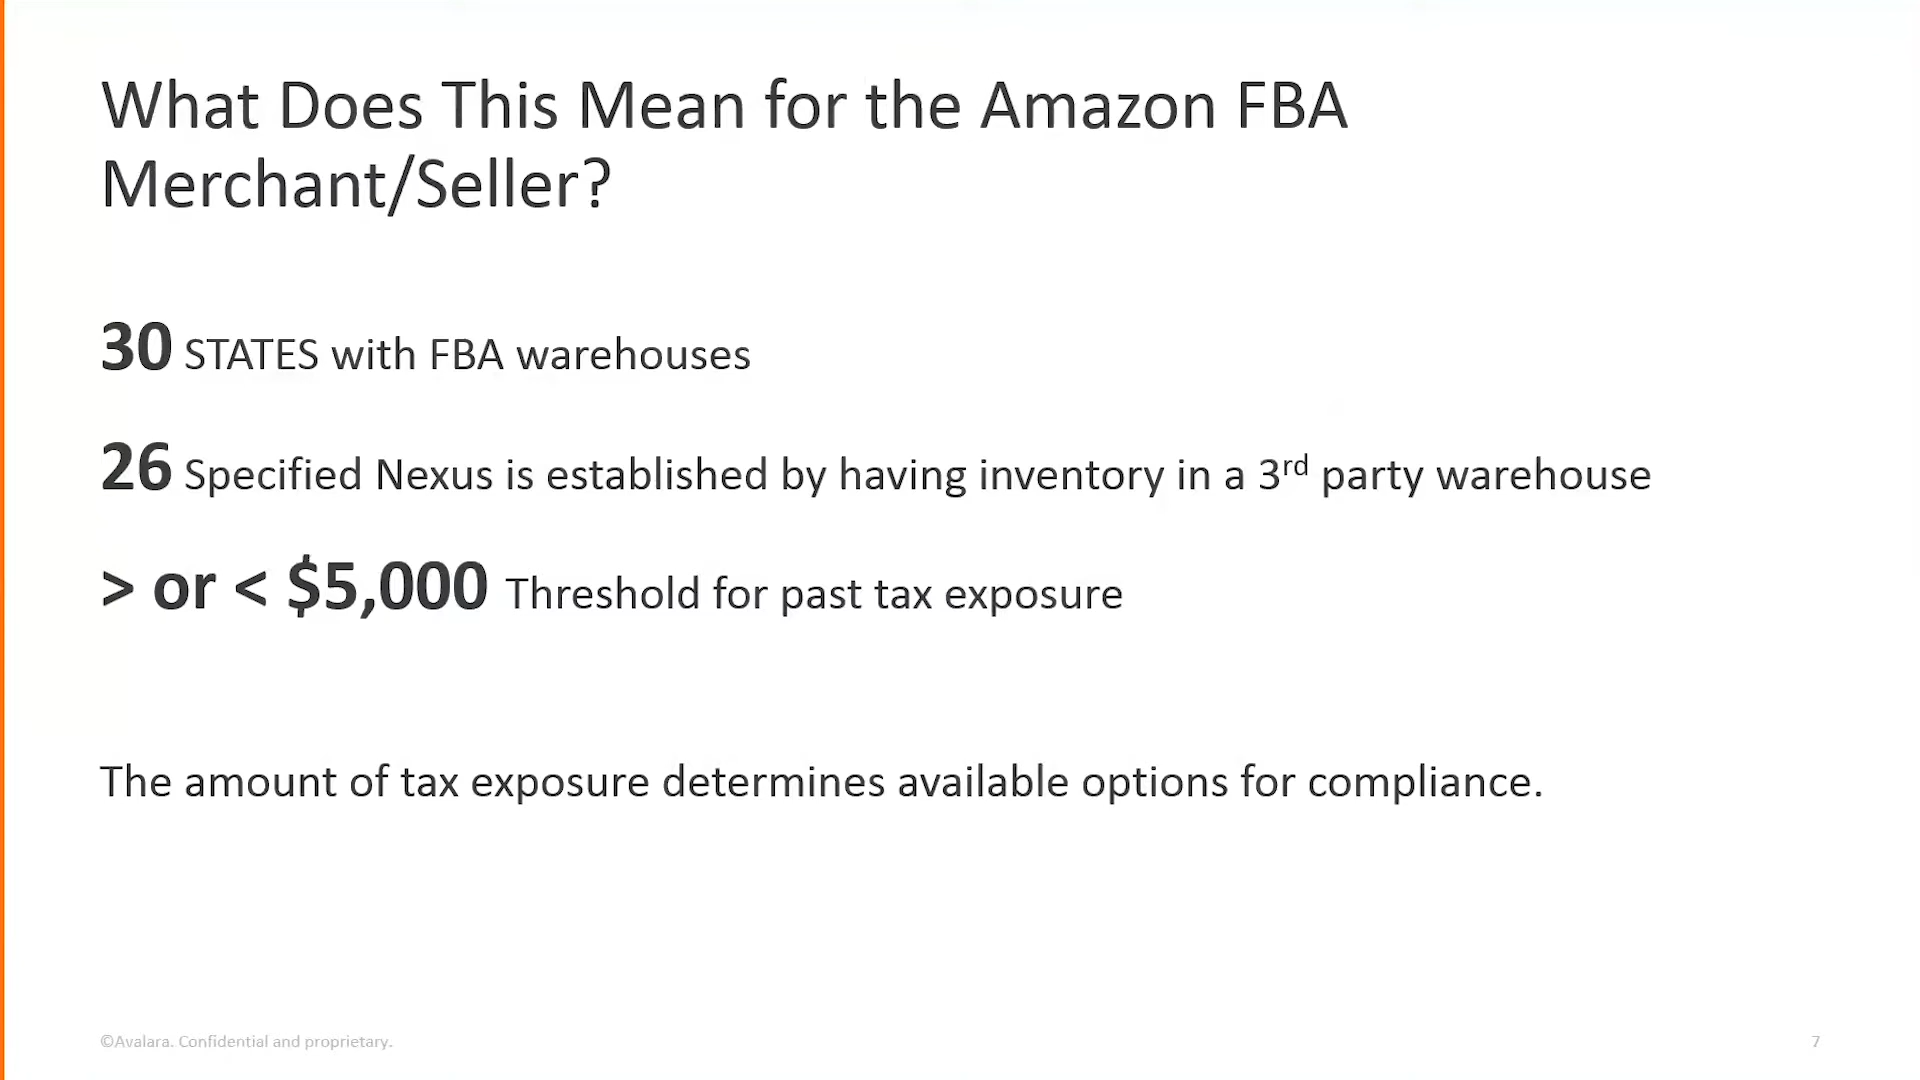 What Does This Mean for the Amazon FBA
Merchant/Seller?
30 STATES with FBA warehouses
26 Specified Nexus is established by having inventory in a 3rd party warehouse
> or < $5,000 Threshold for past tax exposure
The amount of tax exposure determines available options for compliance.
©Avalara. Confidential and proprietary.
7